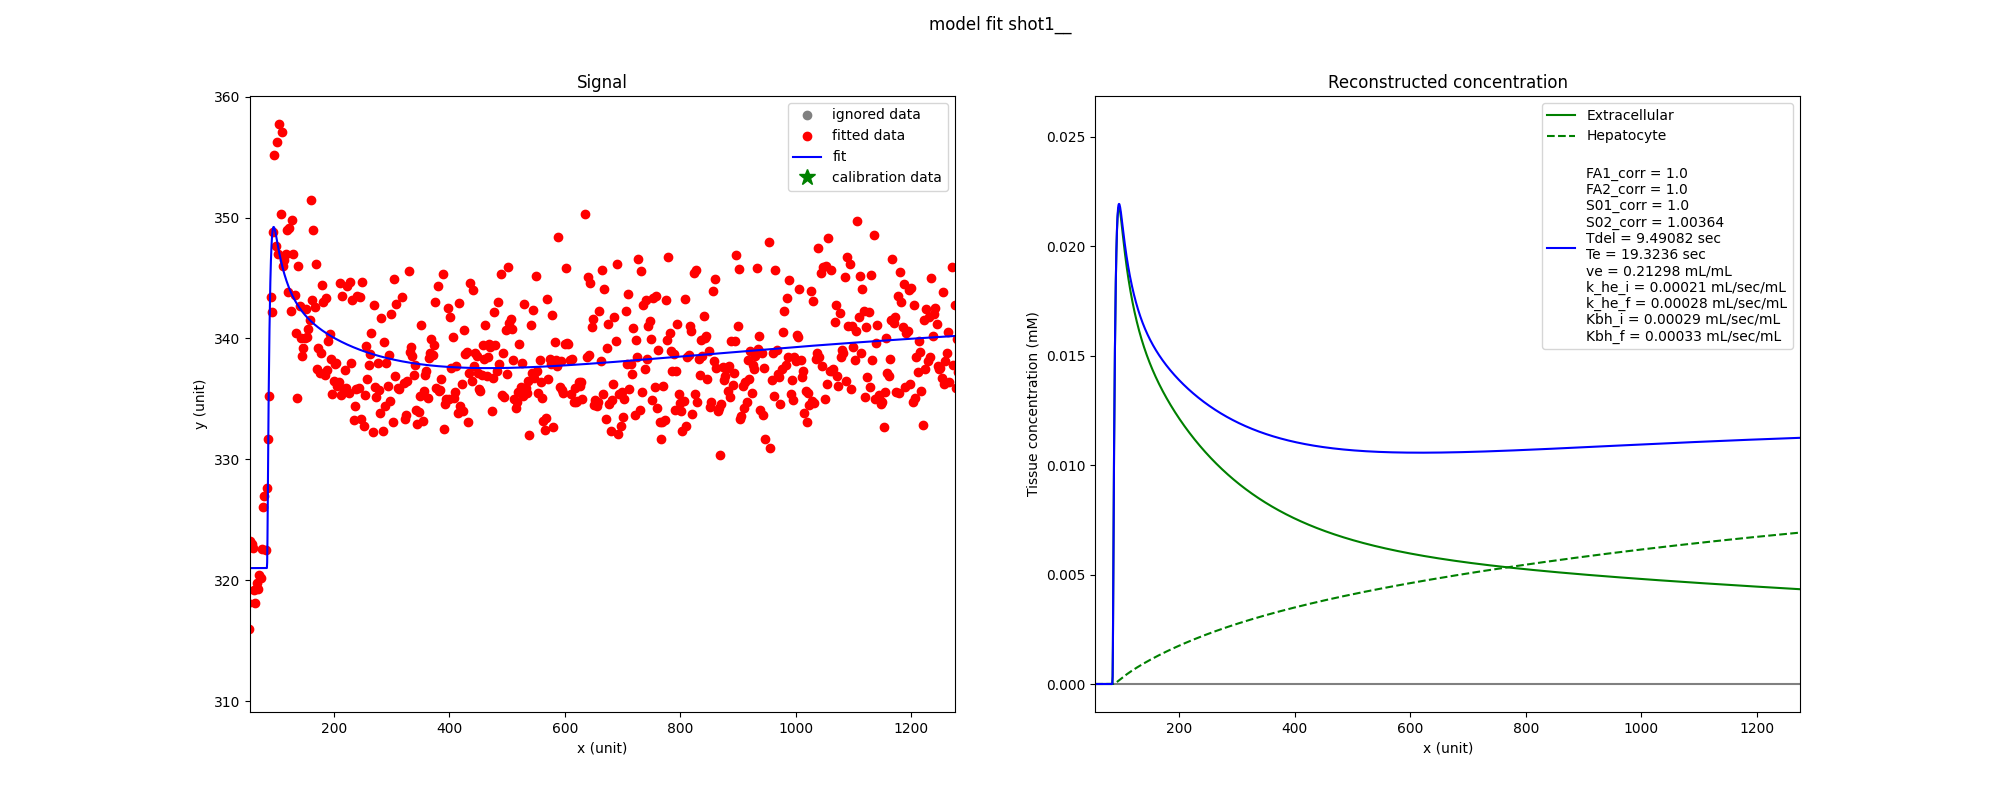 model fit shot1__
Signal
360
350
340
330
320
310
y (unit)
200 400 600 800 1000 1200
x (unit)
ignored data
fitted data
fit
calibration data
Reconstructed concentration
0.025
0.020
0.015
0.010
0.005
0.000
Tissue concentration (mM)
200 400 600 800 1000 1200
x (unit)
Extracellular
Hepatocyte
FA1_corr = 1.0
FA2_corr = 1.0
S01_corr = 1.0
S02_corr = 1.00364
Tdel = 9.49082 sec
Te = 19.3236 sec
ve = 0.21298 mL/mL
k_he_i = 0.00021 mL/sec/mL
k_he_f = 0.00028 mL/sec/mL
Kbh_i = 0.00029 mL/sec/mL
Kbh_f = 0.00033 mL/sec/mL